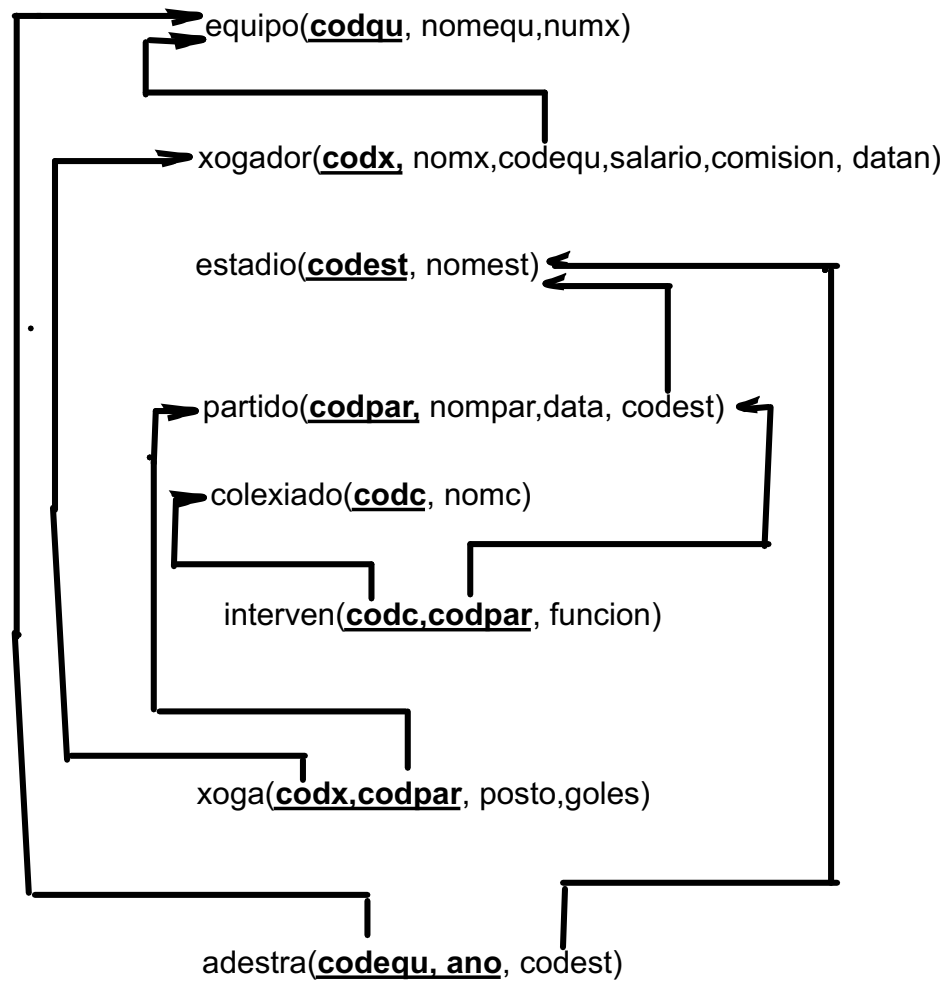 equipo(codqu, nomequ,numx)
xogador(codx, nomx,codequ,salario,comision, datan)
estadio(codest, nomest)
partido(codpar, nompar,data, codest)
colexiado(codc, nomc)
interven(codc,codpar, funcion)
xoga(codx,codpar, posto,goles)
adestra(codequ, ano, codest)